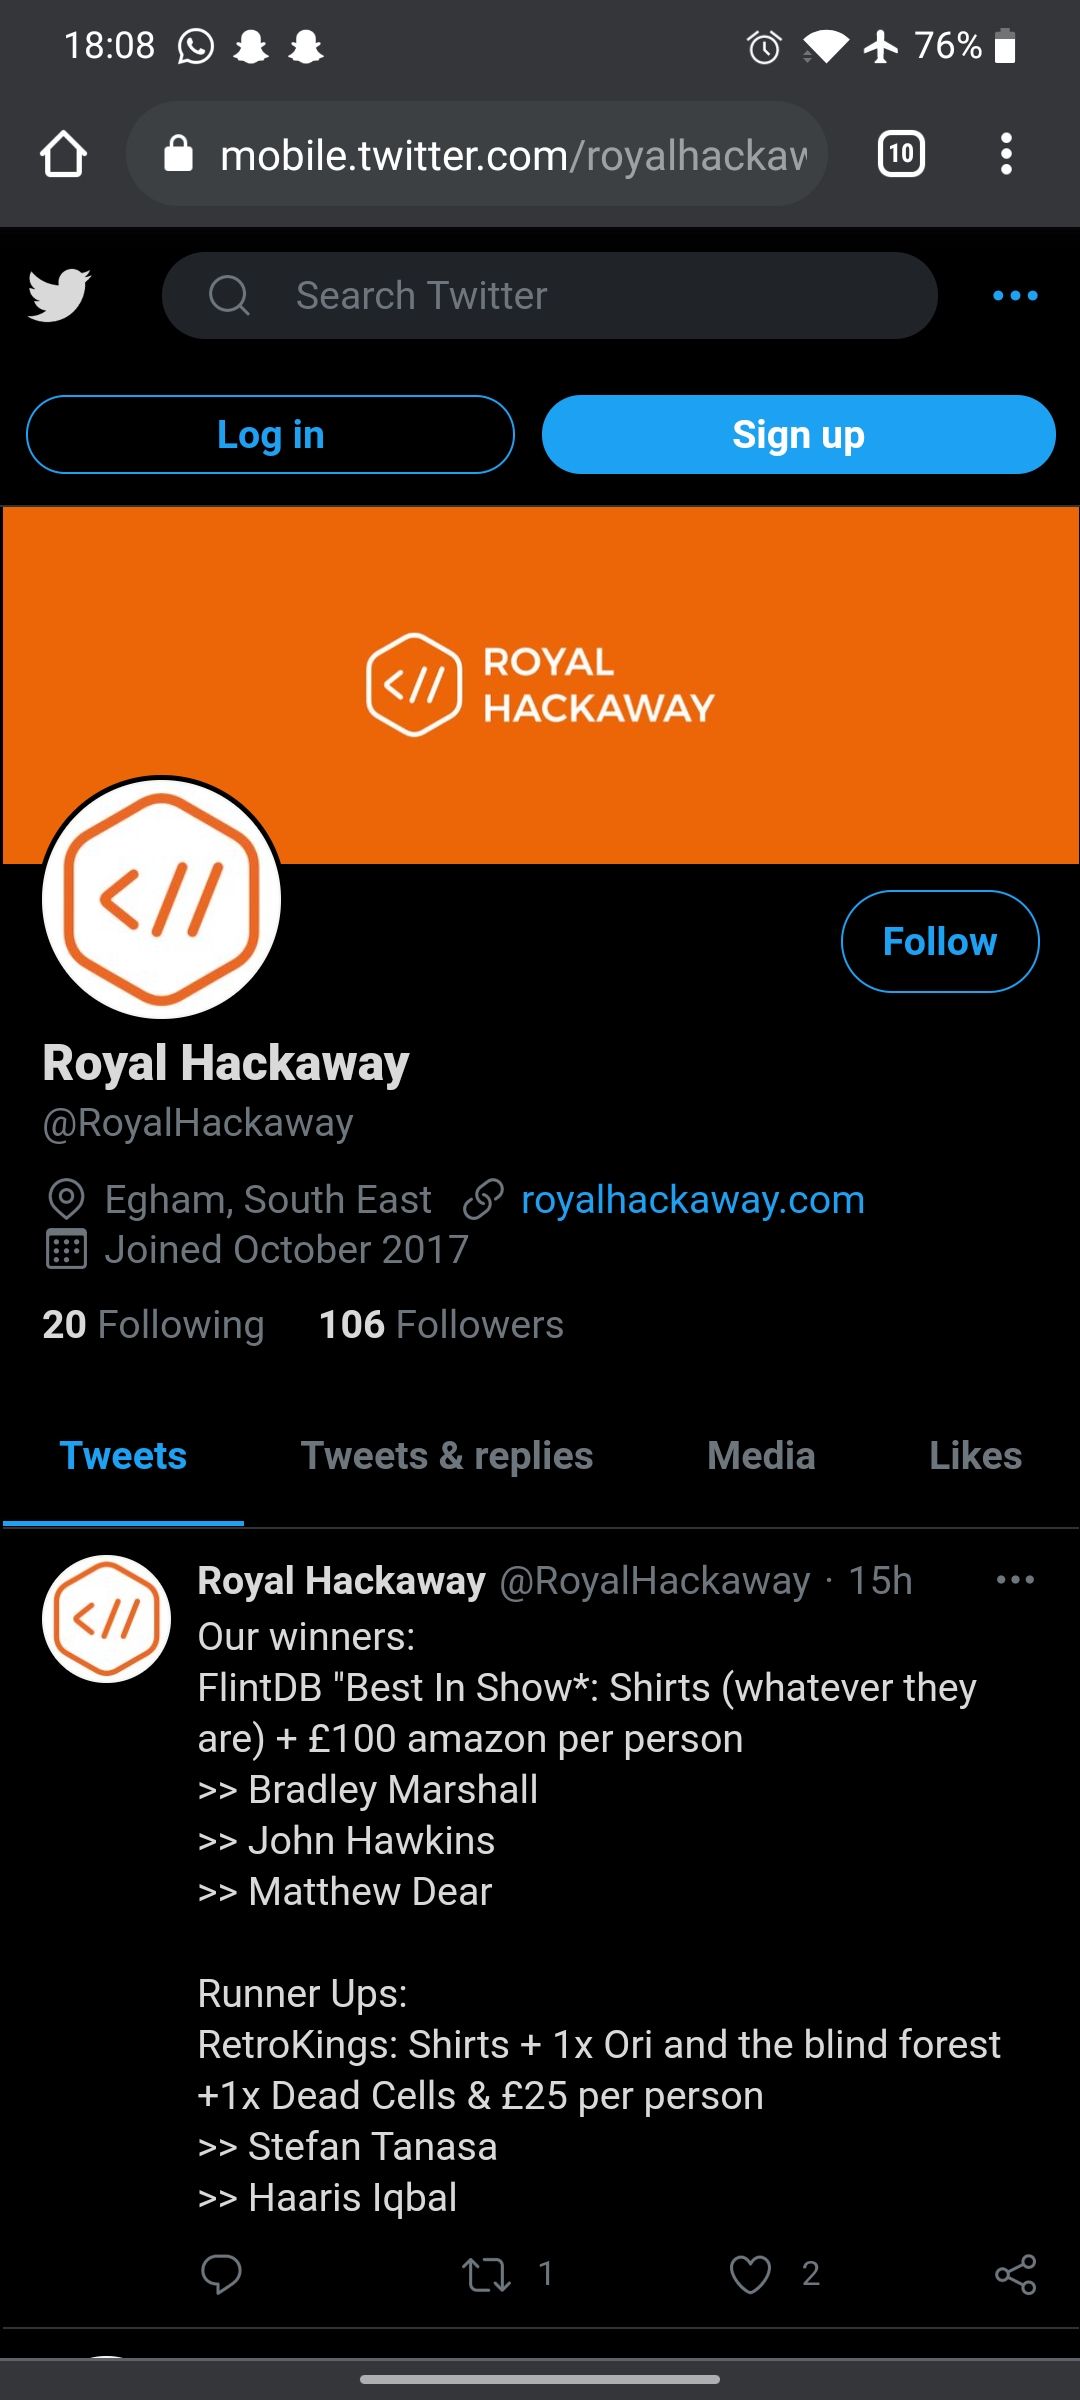 18:08 76%
mobile.twitter.com/royalhackaw 10
Search Twitter
Log in Sign up
</> ROYAL
HACKAWAY
<//
Follow
Royal Hackaway
@RoyalHackaway
Egham, South East royalhackaway.com
Joined October 2017
20 Following 106 Followers
Tweets Tweets & replies Media Likes
<// Royal Hackaway @RoyalHackaway · 15h
Our winners:
FlintDB "Best In Show*: Shirts (whatever they
are) + £100 amazon per person
>> Bradley Marshall
>> John Hawkins
>> Matthew Dear
Runner Ups:
RetroKings: Shirts + 1x Ori and the blind forest
+1x Dead Cells & £25 per person
>> Stefan Tanasa
>> Haaris Iqbal
1 2